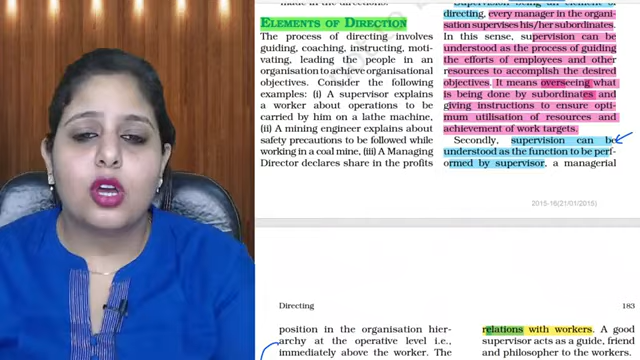 made in the directions.
ELEMENTS OF DIRECTION
The process of directing involves
guiding, coaching, instructing, moti-
vating, leading the people in an
organisation to achieve organisational
objectives. Consider the following
examples: (i) A supervisor explains
a worker about operations to be
carried by him on a lathe machine,
(ii) A mining engineer explains about
safety precautions to be followed while
working in a coal mine, (iii) A Managing
Director declares share in the profits
Supervision being an element of
directing, every manager in the organi-
sation supervises his/her subordinates.
In this sense, supervision can be
understood as the process of guiding
the efforts of employees and other
resources to accomplish the desired
objectives. It means overseeing what
is being done by subordinates and
giving instructions to ensure opti-
mum utilisation of resources and
achievement of work targets.
Secondly, supervision can be
understood as the function to be perf-
ormed by supervisor, a managerial
2015-16(21/01/2015)
Directing
183
position in the organisation hier-
archy at the operative level i.e.,
immediately above the worker. The
relations with workers. A good
supervisor acts as a guide, friend
and philosopher to the workers.